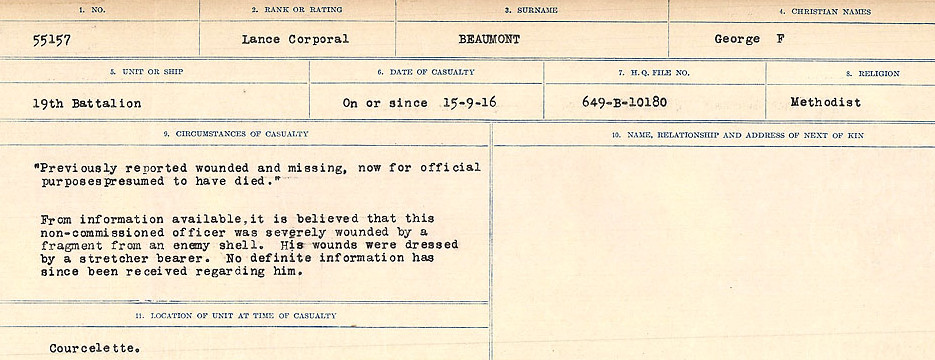 1. NO. 2. RANK OR RATING 3. SURNAME 4. CHRISTIAN NAMES
55157 Lance Corporal BEAUMONT George F
5. UNIT OR SHIP 6. DATE OF CASUALTY 7. H.Q. FILE NO. 8. RELIGION
19th Battalion On or since 15-9-16 649-B-10180 Methodist
9. CIRCUMSTANCES OF CASUALTY 10. NAME, RELATIONSHIP AND ADDRESS OF NEXT OF KIN
"Previously reported wounded and missing, now for official
purposespresumed to have died."
From information available,it is believed that this
non-commissioned officer was severely wounded by a
fragment from an enemy shell. His wounds were dressed
by a stretcher bearer. No definite information has
since been received regarding him.
11. LOCATION OF UNIT AT TIME OF CASUALTY
Courcelette.